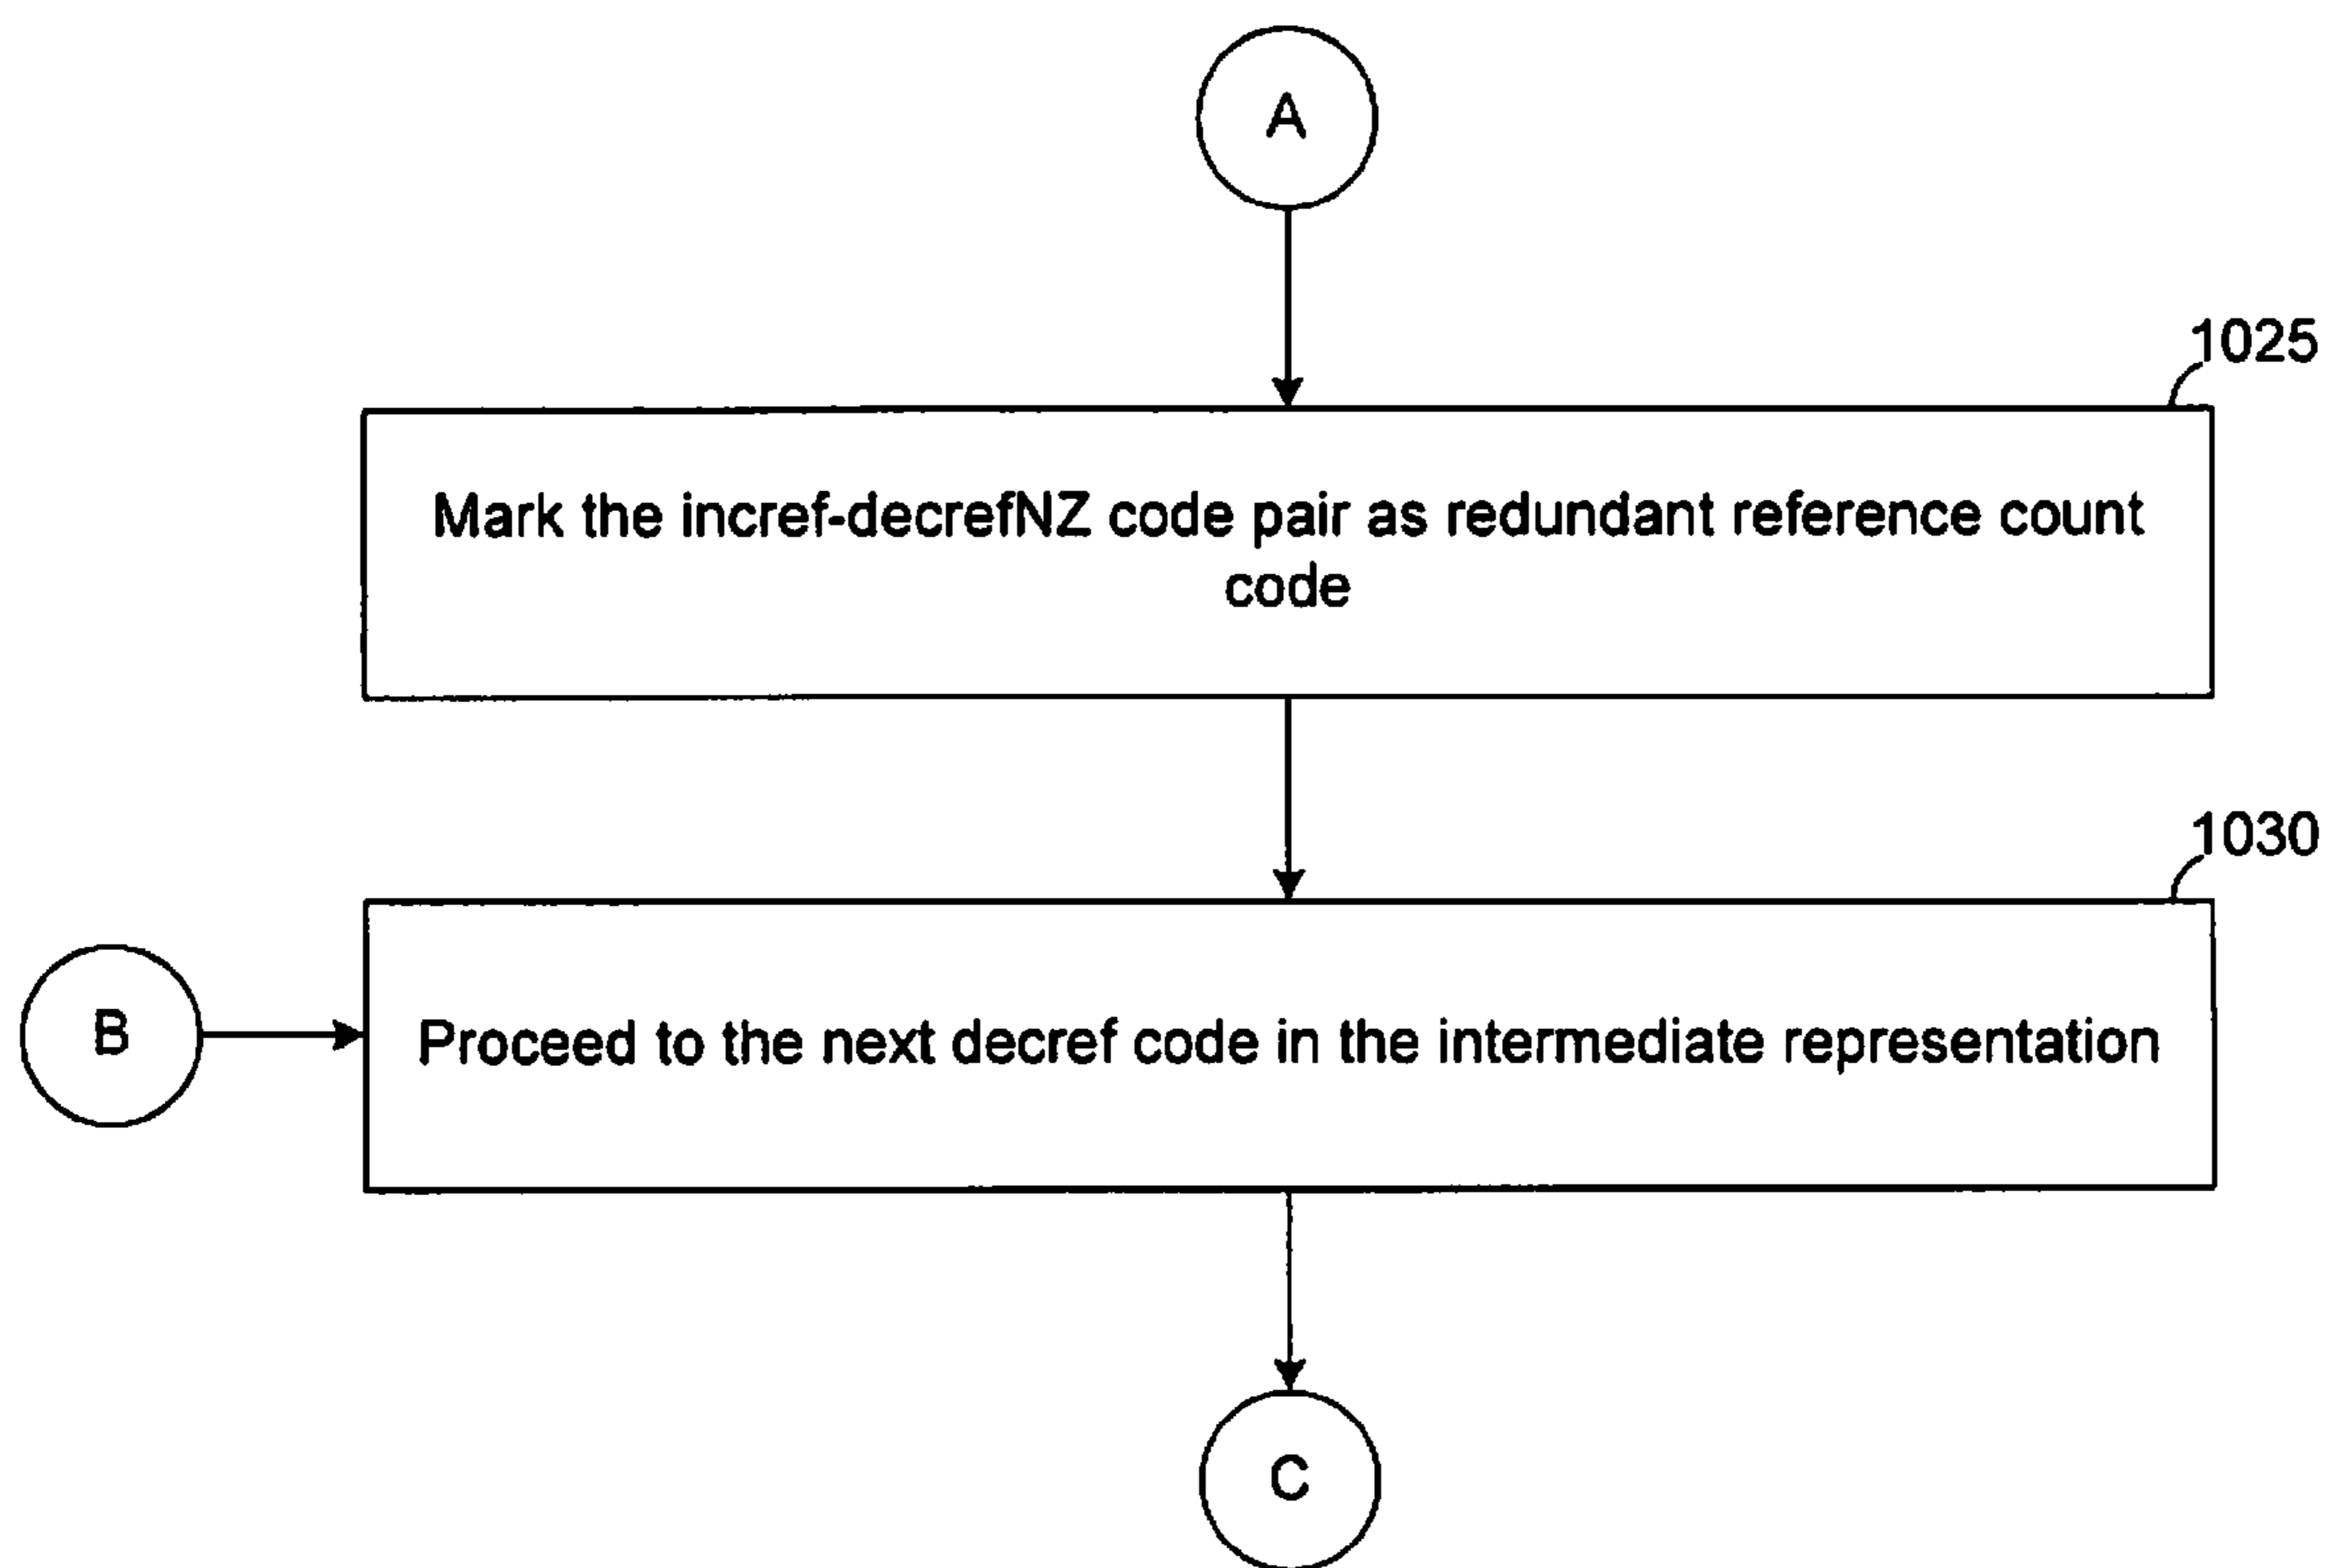 A
1025
Mark the incref-decrefNZ code pair as redundant reference count
code
1030
B
Proceed to the next decref code in the intermediate representation
C